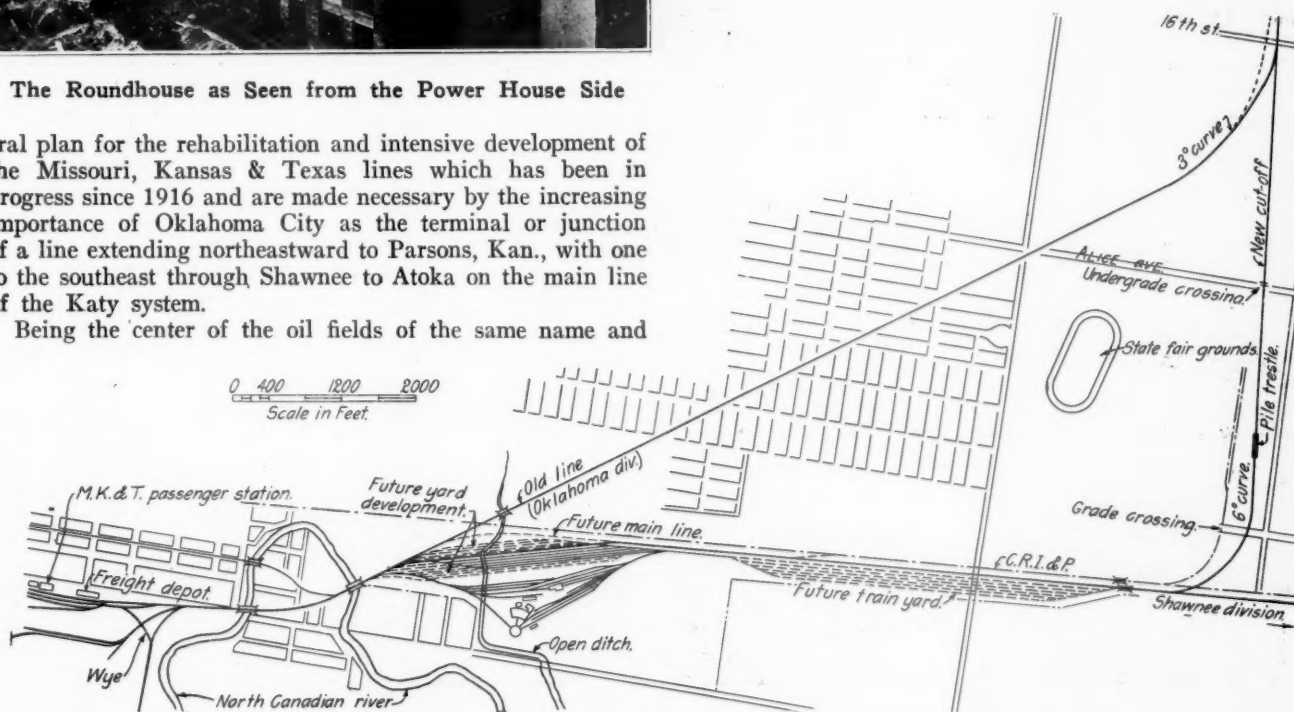 The Roundhouse as Seen from the Power House Side
ral plan for the rehabilitation and intensive development of
he Missouri, Kansas & Texas lines which has been in
rogress since 1916 and are made necessary by the increasing
mportance of Oklahoma City as the terminal or junction
f a line extending northeastward to Parsons, Kan., with one
o the southeast through Shawnee to Atoka on the main line
f the Katy system.
Being the center of the oil fields of the same name and
0 400 1200 2000
Scale in Feet.
16th st.
3° curve
New cut-off
ALICE AVE.
Undergrade crossing.
State fair grounds.
Pile trestle.
6° curve.
Grade crossing.
M.K.& T. passenger station.
Future yard
development.
Old line
(Oklahoma div.)
Future main line.
C.R.I.& P.
Freight depot.
Future train yard.
Shawnee division.
Open ditch.
Wye
North Canadian river